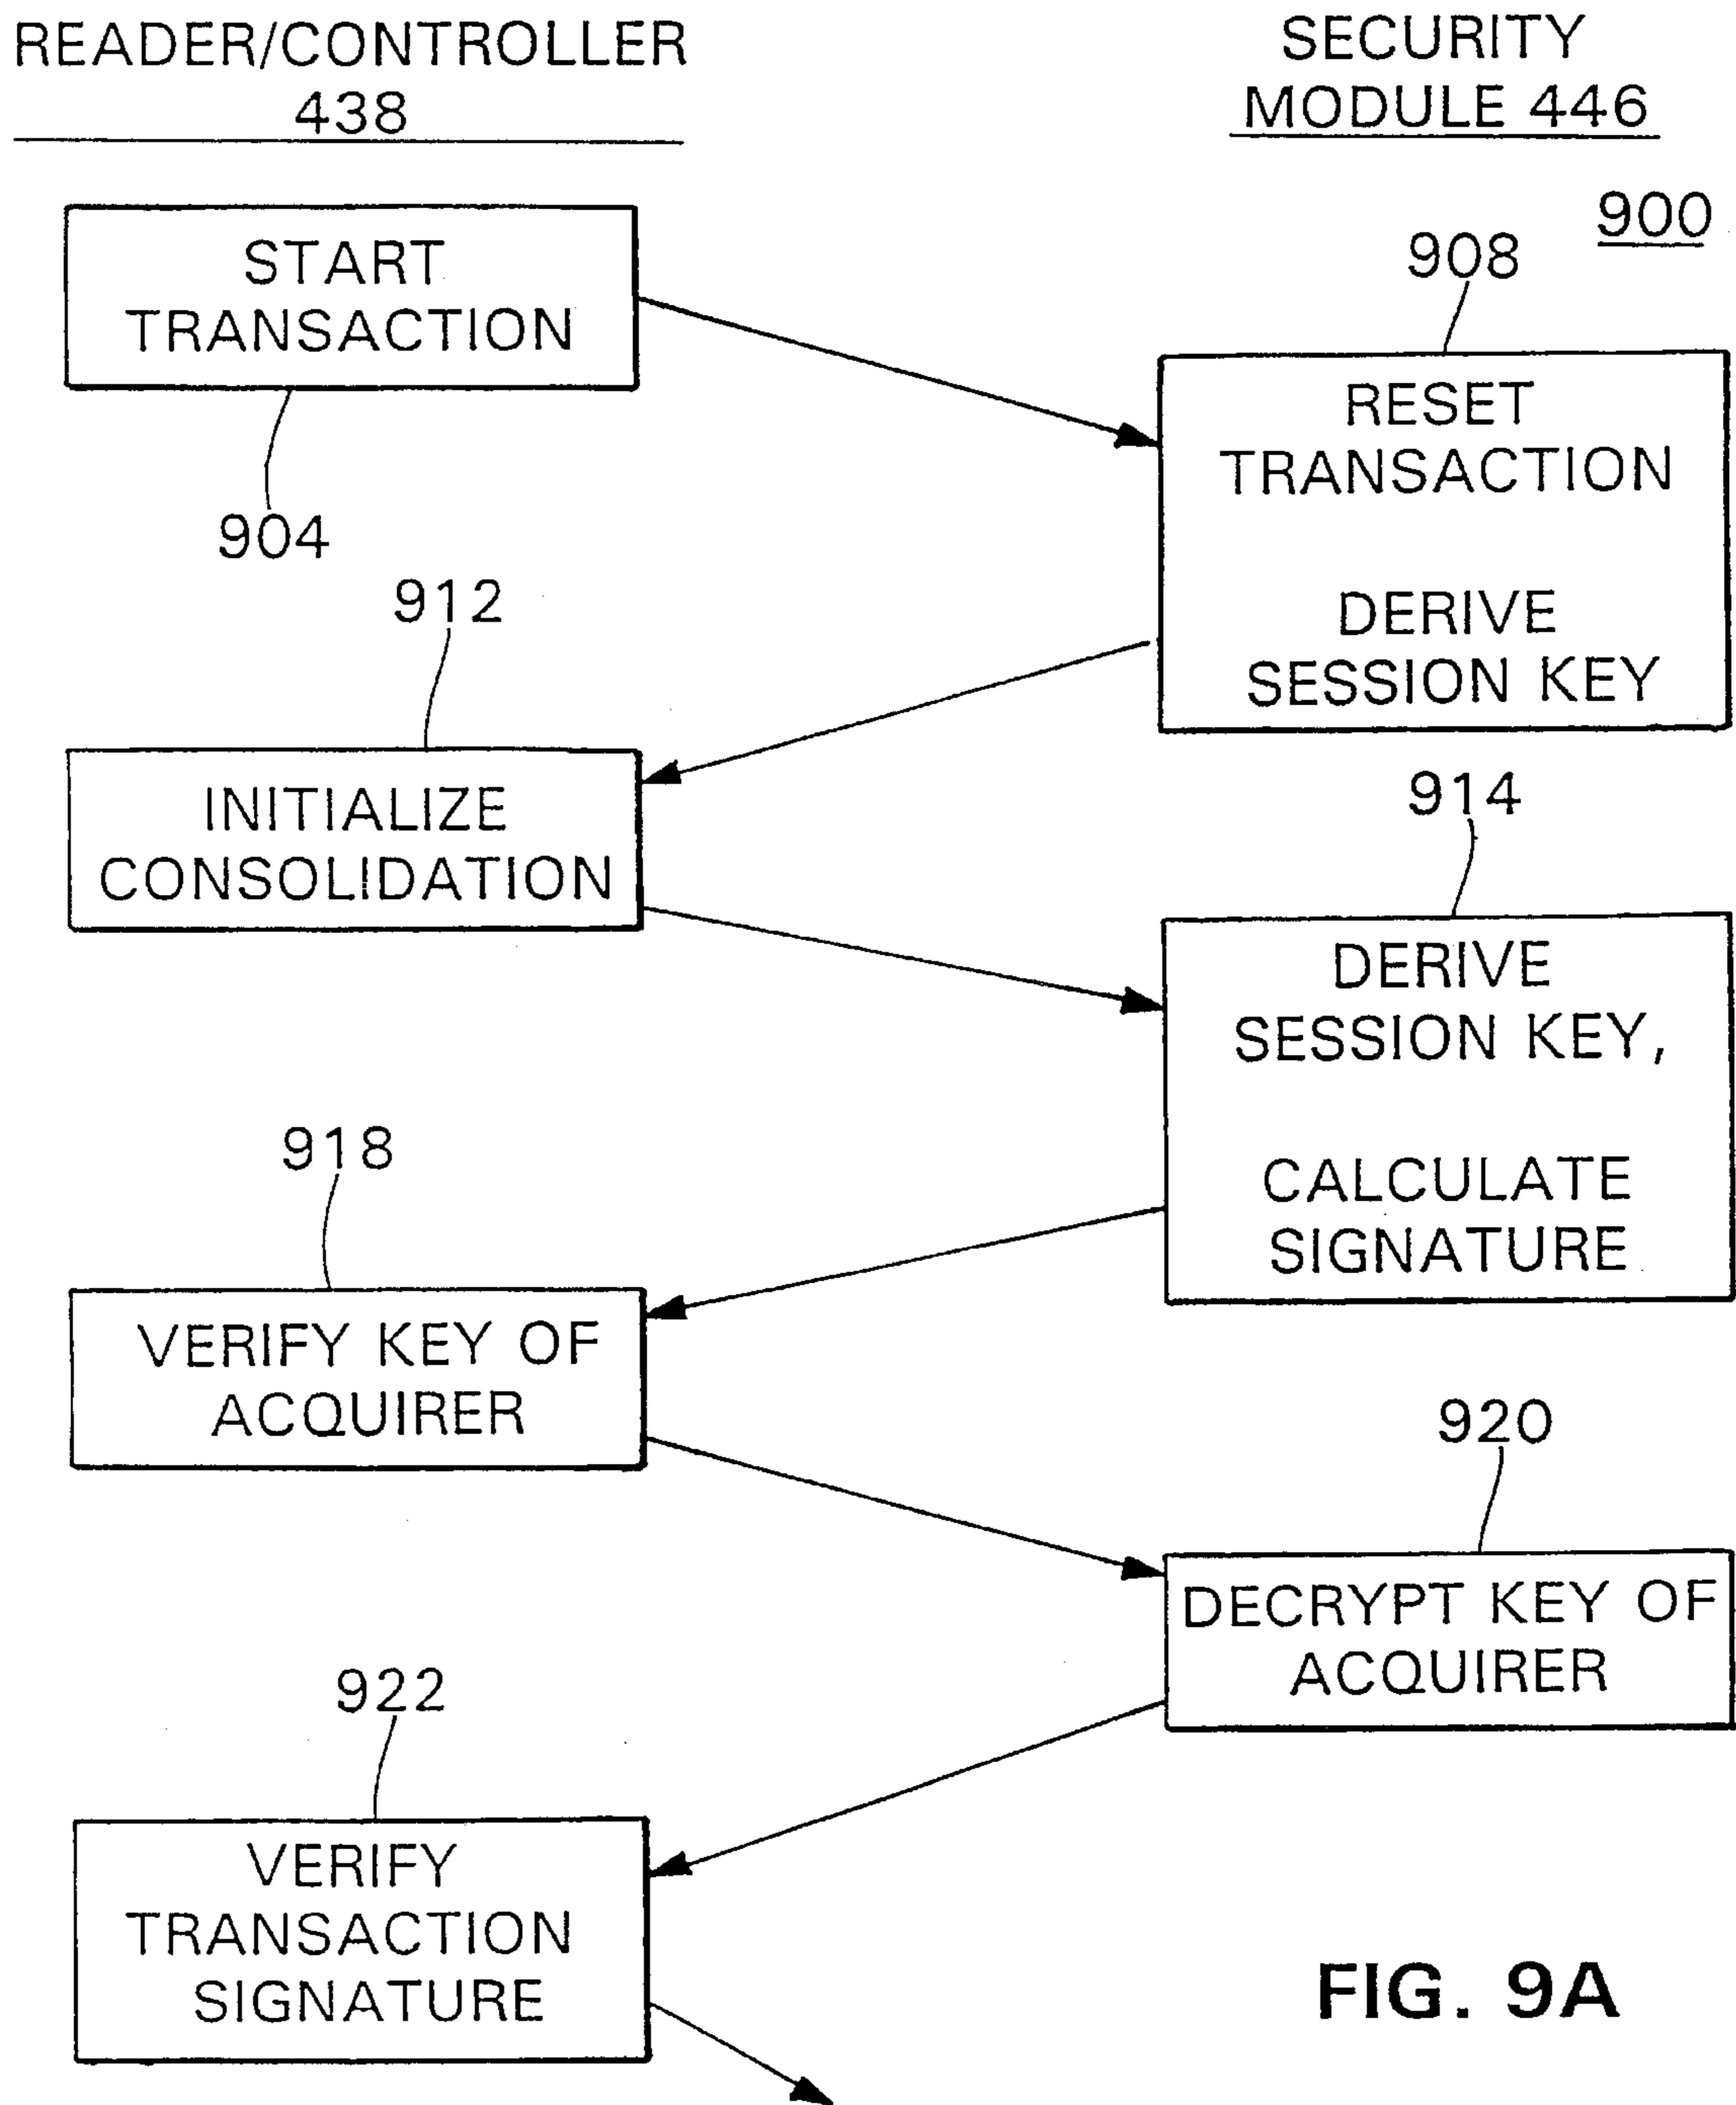 READER/CONTROLLER
438
SECURITY
MODULE 446
900
START
TRANSACTION
904
908
RESET
TRANSACTION
DERIVE
SESSION KEY
912
INITIALIZE
CONSOLIDATION
914
DERIVE
SESSION KEY,
CALCULATE
SIGNATURE
918
VERIFY KEY OF
ACQUIRER
920
DECRYPT KEY OF
ACQUIRER
922
VERIFY
TRANSACTION
SIGNATURE
FIG. 9A